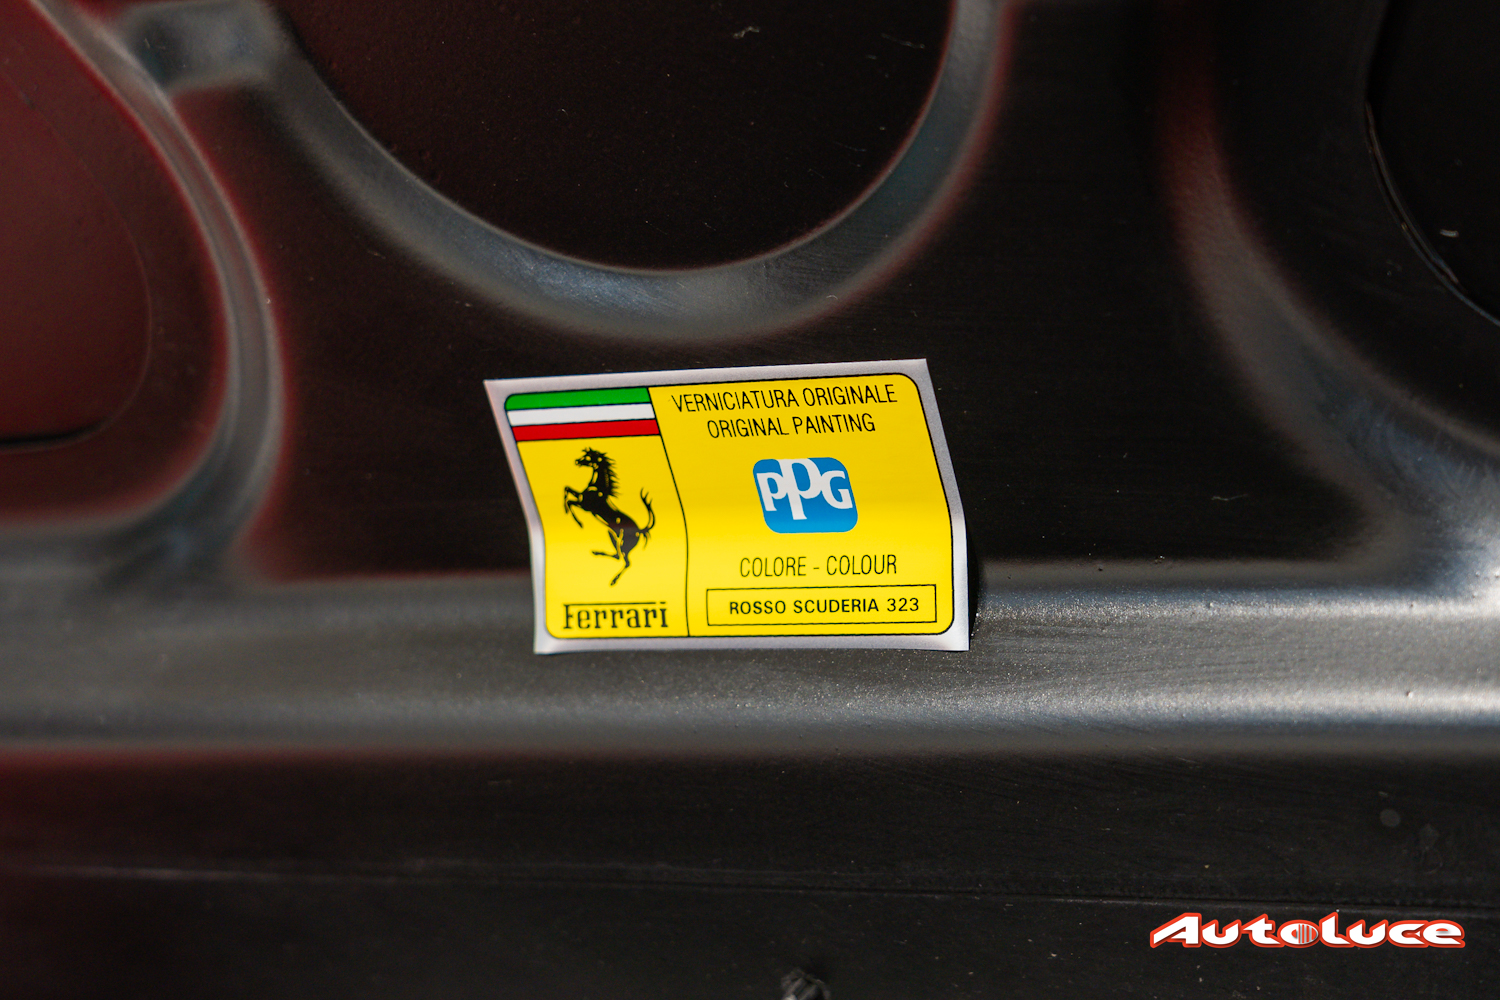 VERNICIATURA ORIGINALE
ORIGINAL PAINTING
PPG
COLORE - COLOUR
ROSSO SCUDERIA 323
Ferrari
Autoluce